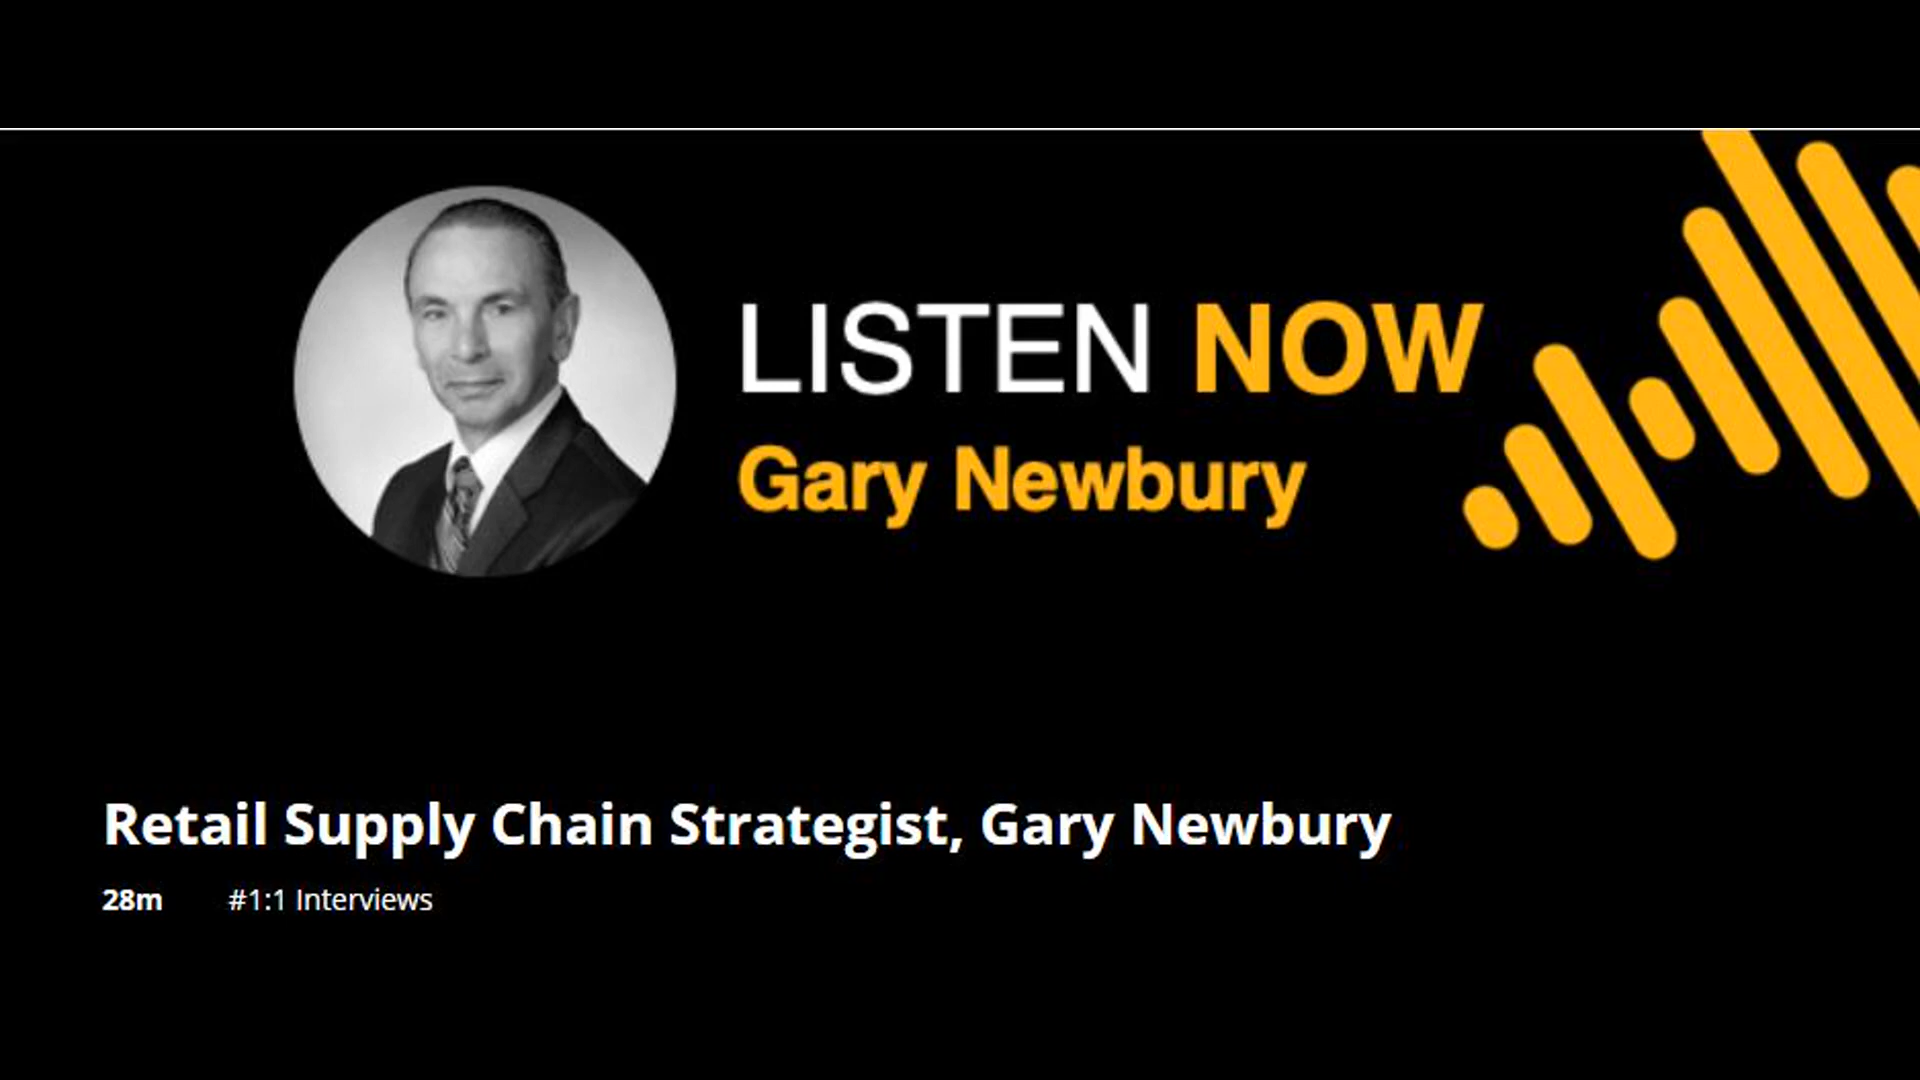 LISTEN NOW
Gary Newbury
Retail Supply Chain Strategist, Gary Newbury
28m #1:1 Interviews